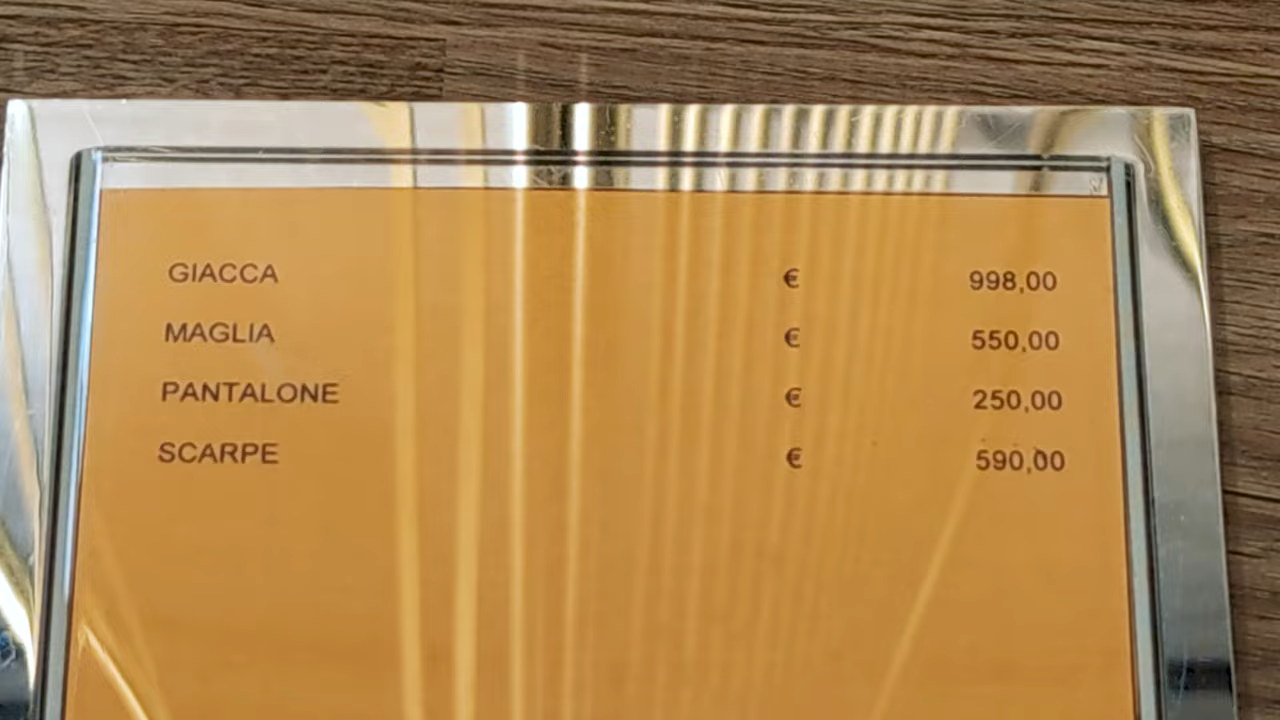 GIACCA € 998,00
MAGLIA € 550,00
PANTALONE € 250,00
SCARPE € 590,00